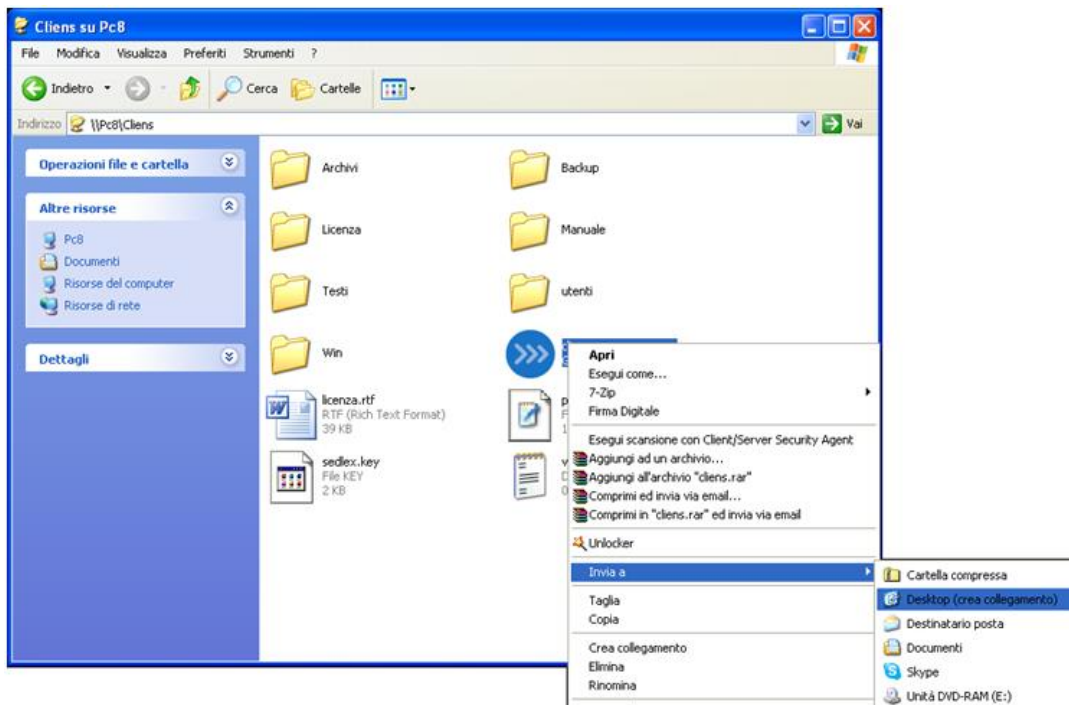 Cliens su Pc8
File Modifica Visualizza Preferiti Strumenti ?
Indietro Cerca Cartelle
Indirizzo \\Pc8\Cliens Vai
Operazioni file e cartella
Altre risorse
Pc8
Documenti
Risorse del computer
Risorse di rete
Dettagli
Archivi
Backup
Licenza
Manuale
Testi
utenti
Win
licenza.rtf
RTF (Rich Text Format)
39 KB
sedlex.key
File KEY
2 KB
Apri
Esegui come...
7-Zip
Firma Digitale
Esegui scansione con Client/Server Security Agent
Aggiungi ad un archivio...
Aggiungi all'archivio "cliens.rar"
Comprimi ed invia via email...
Comprimi in "cliens.rar" ed invia via email
Unlocker
Invia a
Taglia
Copia
Crea collegamento
Elimina
Rinomina
Cartella compressa
Desktop (crea collegamento)
Destinatario posta
Documenti
Skype
Unità DVD-RAM (E:)